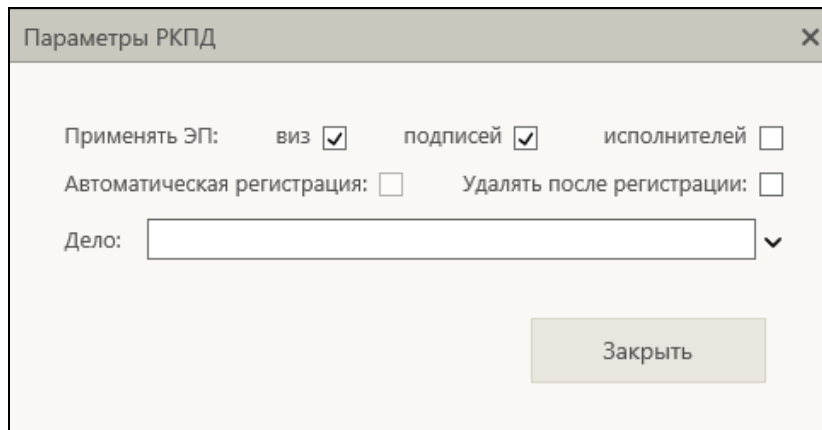 Параметры РКПД
Применять ЭП: виз подписей исполнителей
Автоматическая регистрация: Удалять после регистрации:
Дело:
Закрыть